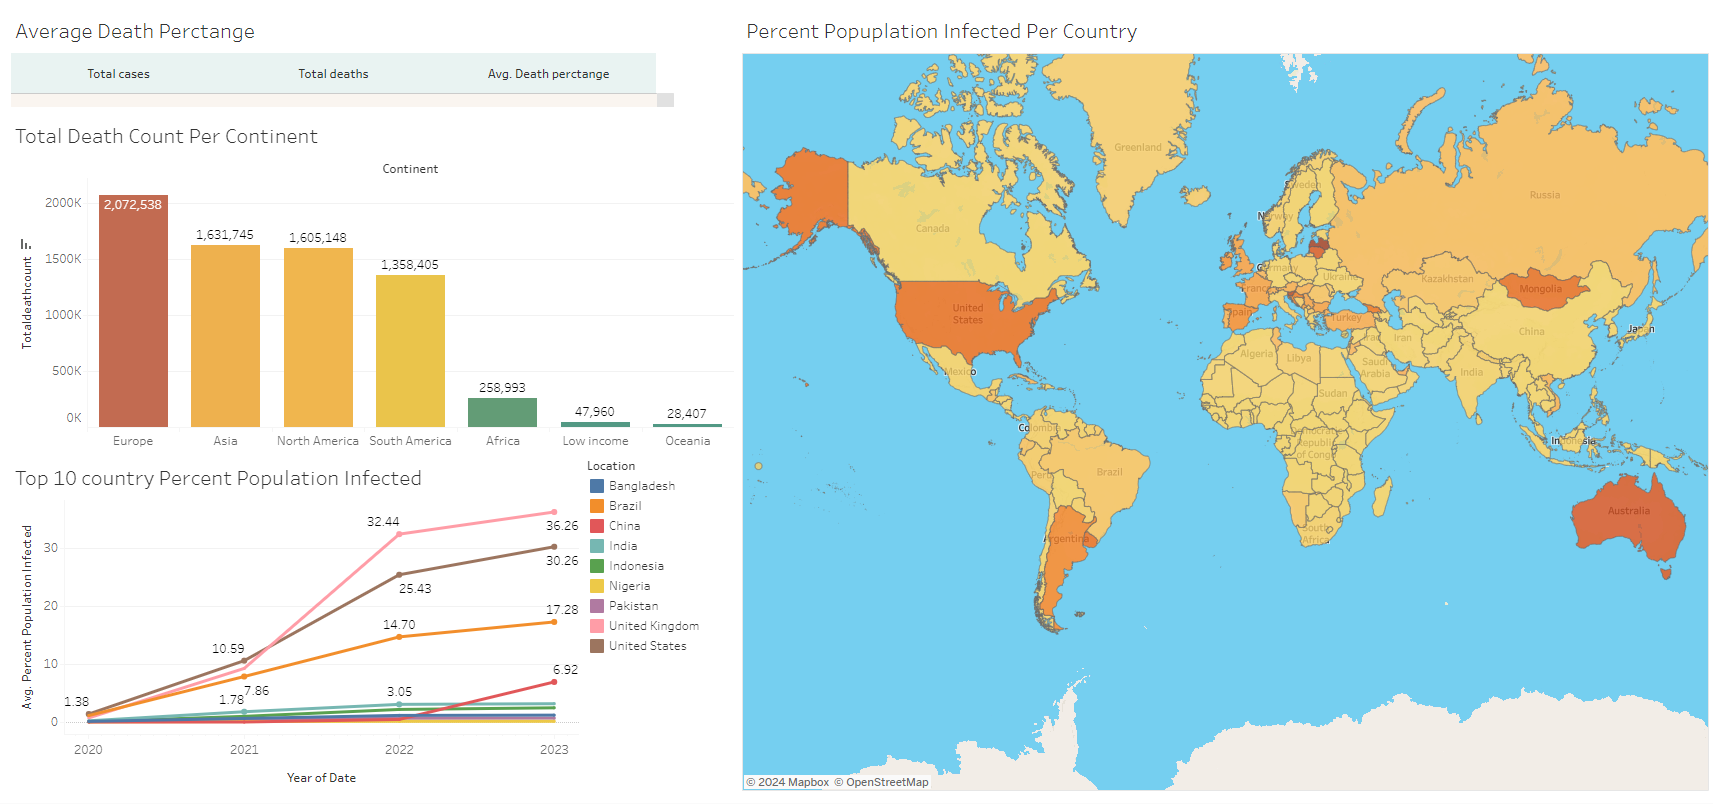 Average Death Perctange
Total cases
Total deaths
Avg. Death perctange
Total Death Count Per Continent
Continent
Totaldeathcount
2000K
1500K
1000K
500K
0K
2,072,538
1,631,745
1,605,148
1,358,405
258,993
47,960
28,407
Europe
Asia
North America
South America
Africa
Low income
Oceania
Top 10 country Percent Population Infected
Avg. Percent Population Infected
30
20
10
0
1.38
10.59
1.78
7.86
32.44
25.43
14.70
3.05
36.26
30.26
17.28
6.92
2020
2021
2022
2023
Year of Date
Location
Bangladesh
Brazil
China
India
Indonesia
Nigeria
Pakistan
United Kingdom
United States
Percent Popuplation Infected Per Country
Greenland
Russia
Sweden
Norway
Canada
Germany
Ukraine
Kazakhstan
Mongolia
France
United
States
Spain
Turkey
China
Japan
Iraq
Iran
Algeria
Libya
Saudi
Arabia
India
Mexico
Sudan
Colombia
Democratic
Republic
of Congo
Indonesia
Peru
Brazil
Australia
South
Africa
Argentina
© 2024 Mapbox © OpenStreetMap